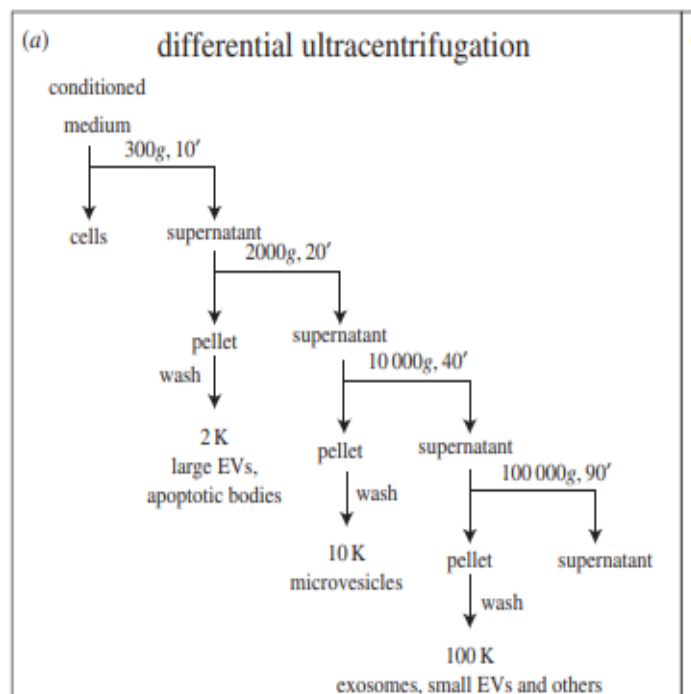 (a) differential ultracentrifugation
conditioned
medium
300g, 10′
cells supernatant
2000g, 20′
pellet supernatant
wash 10 000g, 40′
2 K
large EVs,
apoptotic bodies
pellet supernatant
100 000g, 90′
wash
10 K
microvesicles
pellet supernatant
wash
100 K
exosomes, small EVs and others